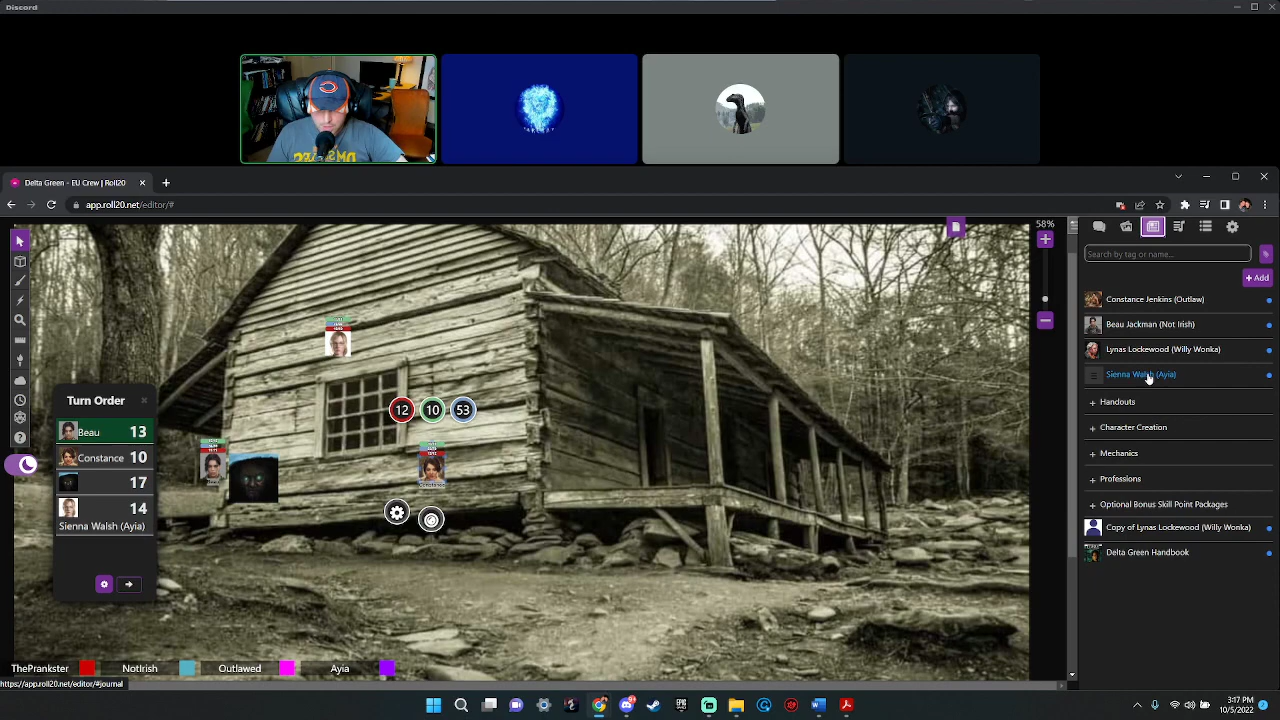 Discord
Delta Green - EU Crew | Roll20
app.roll20.net/editor/#
58%
Search by tag or name...
+ Add
Constance Jenkins (Outlaw)
Beau Jackman (Not Irish)
Lynas Lockewood (Willy Wonka)
Sienna Walsh (Ayia)
+ Handouts
+ Character Creation
+ Mechanics
+ Professions
+ Optional Bonus Skill Point Packages
Copy of Lynas Lockewood (Willy Wonka)
Delta Green Handbook
12 10 53
Constance
Turn Order
Beau 13
Constance 10
17
14
Sienna Walsh (Ayia)
ThePrankster NotIrish Outlawed Ayia
https://app.roll20.net/editor/#journal
3:17 PM
10/5/2022